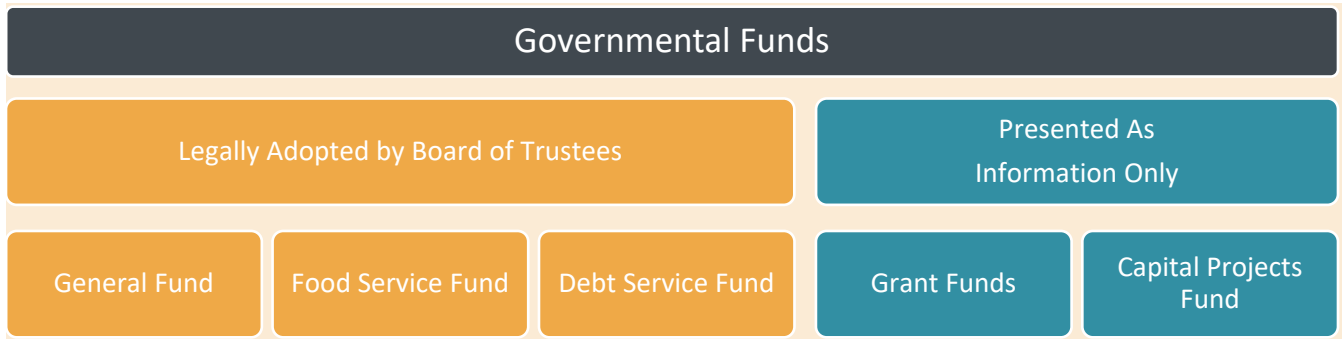 Governmental Funds
Legally Adopted by Board of Trustees
Presented As
Information Only
General Fund
Food Service Fund
Debt Service Fund
Grant Funds
Capital Projects
Fund